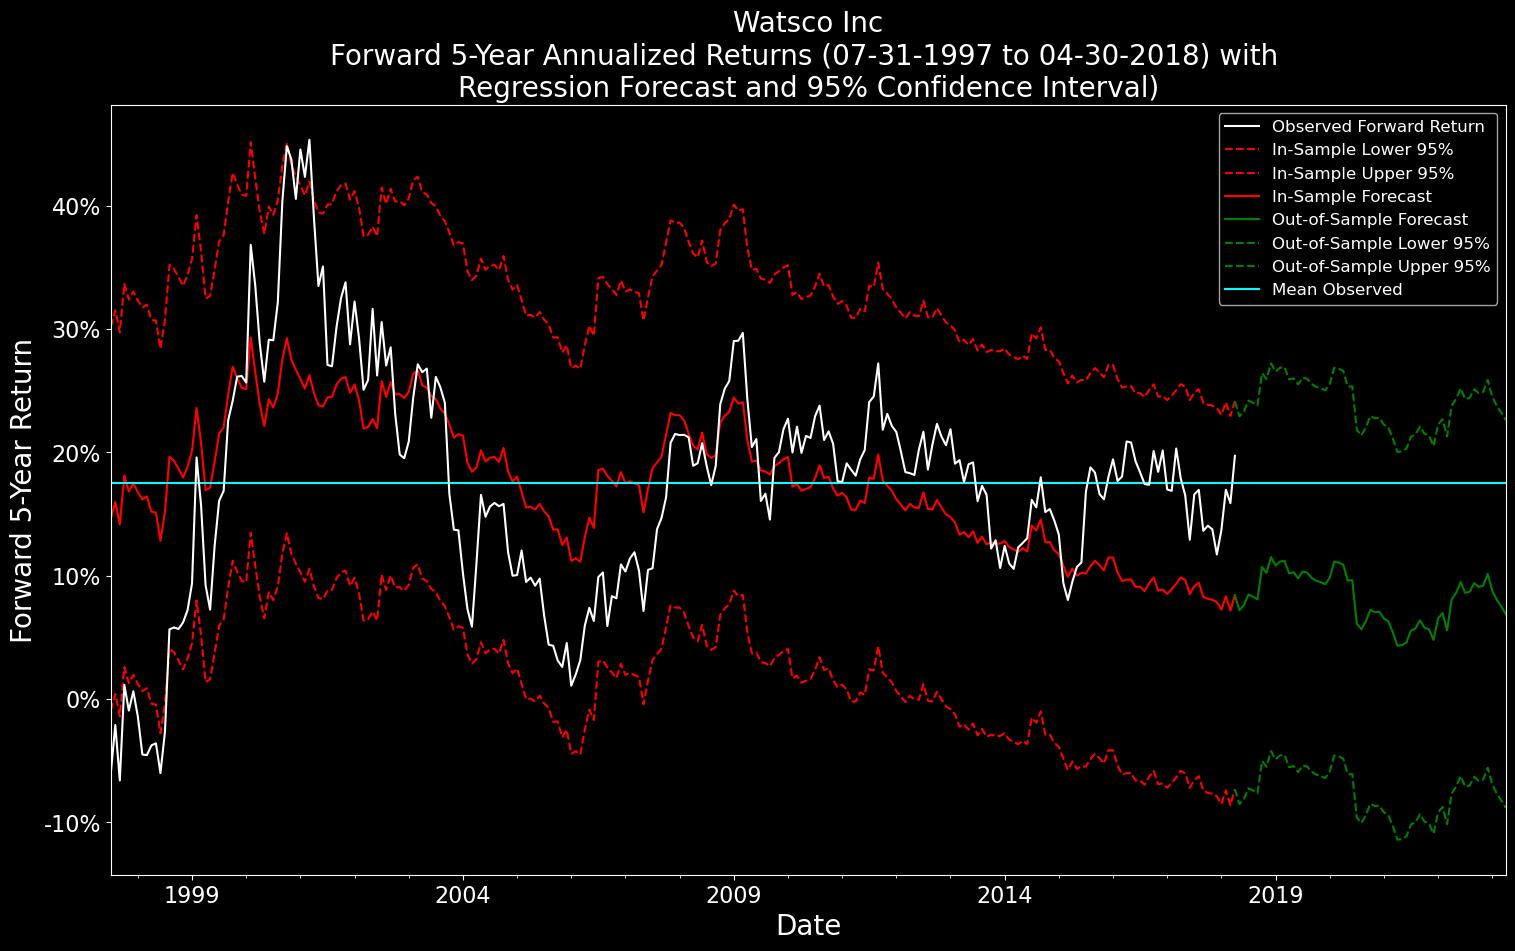 Watsco Inc
Forward 5-Year Annualized Returns (07-31-1997 to 04-30-2018) with
Regression Forecast and 95% Confidence Interval)
Forward 5-Year Return
40%
30%
20%
10%
0%
-10%
Observed Forward Return
In-Sample Lower 95%
In-Sample Upper 95%
In-Sample Forecast
Out-of-Sample Forecast
Out-of-Sample Lower 95%
Out-of-Sample Upper 95%
Mean Observed
1999 2004 2009 2014 2019
Date